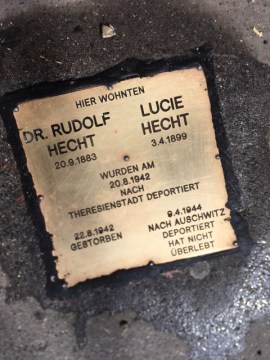 HIER WOHNTEN
DR. RUDOLF HECHT
20.9.1883
LUCIE HECHT
3.4.1899
WURDEN AM
20.8.1942
NACH
THERESIENSTADT DEPORTIERT
22.8.1942
GESTORBEN
9.4.1944
NACH AUSCHWITZ
DEPORTIERT
HAT NICHT
ÜBERLEBT